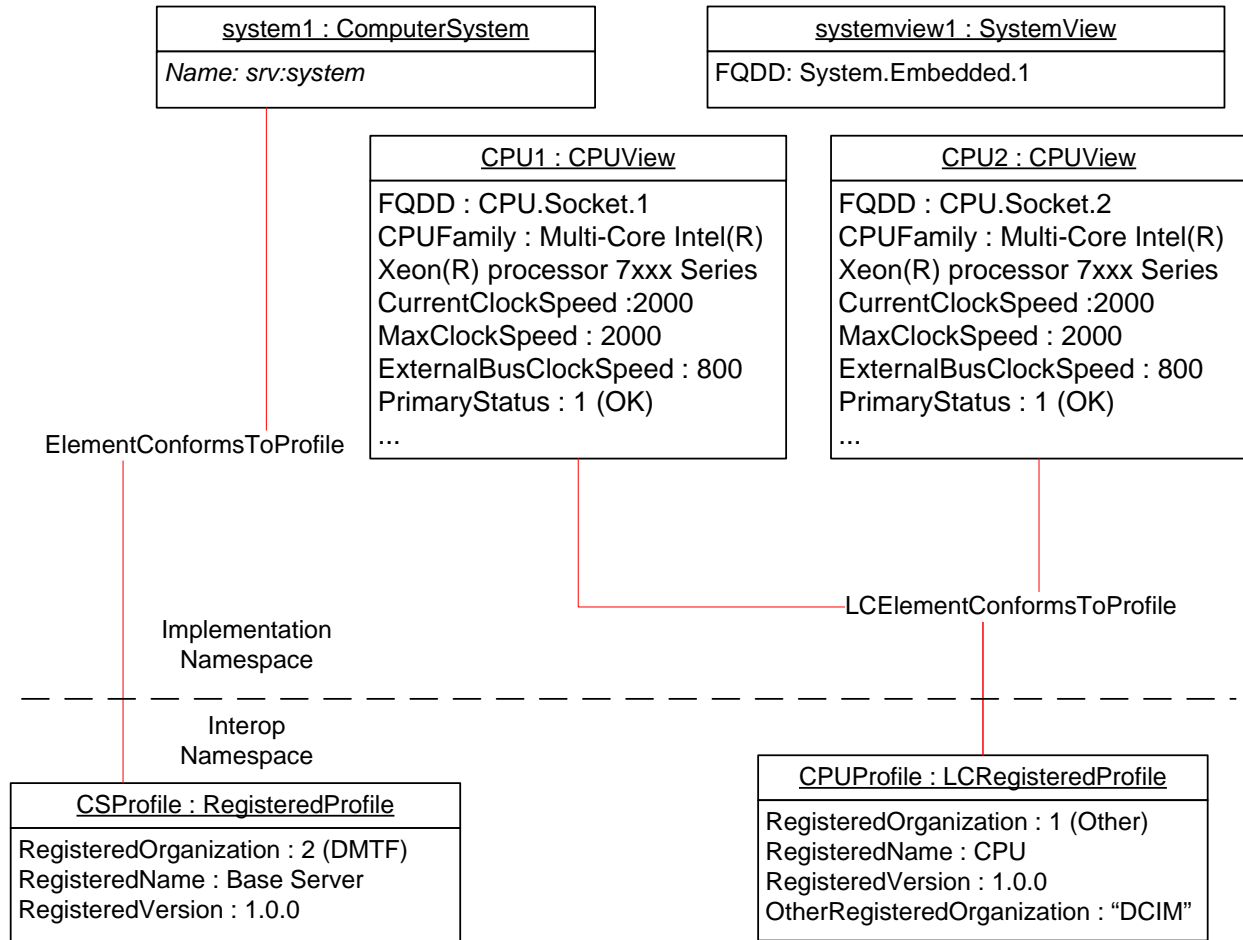 system1 : ComputerSystem
Name: srv:system
systemview1 : SystemView
FQDD: System.Embedded.1
CPU1 : CPUView
FQDD : CPU.Socket.1
CPUFamily : Multi-Core Intel(R)
Xeon(R) processor 7xxx Series
CurrentClockSpeed :2000
MaxClockSpeed : 2000
ExternalBusClockSpeed : 800
PrimaryStatus : 1 (OK)
...
CPU2 : CPUView
FQDD : CPU.Socket.2
CPUFamily : Multi-Core Intel(R)
Xeon(R) processor 7xxx Series
CurrentClockSpeed :2000
MaxClockSpeed : 2000
ExternalBusClockSpeed : 800
PrimaryStatus : 1 (OK)
...
ElementConformsToProfile
LCElementConformsToProfile
Implementation
Namespace
Interop
Namespace
CSProfile : RegisteredProfile
RegisteredOrganization : 2 (DMTF)
RegisteredName : Base Server
RegisteredVersion : 1.0.0
CPUProfile : LCRegisteredProfile
RegisteredOrganization : 1 (Other)
RegisteredName : CPU
RegisteredVersion : 1.0.0
OtherRegisteredOrganization : “DCIM”